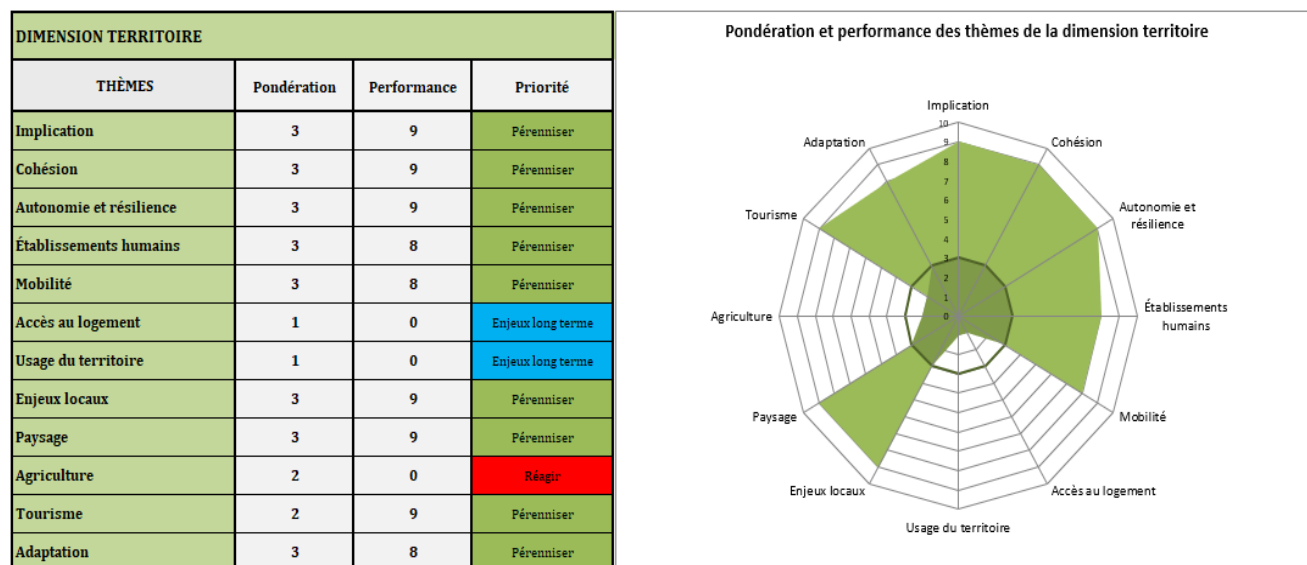 DIMENSION TERRITOIRE
THÈMES Pondération Performance Priorité
Implication 3 9 Pérenniser
Cohésion 3 9 Pérenniser
Autonomie et résilience 3 9 Pérenniser
Établissements humains 3 8 Pérenniser
Mobilité 3 8 Pérenniser
Accès au logement 1 0 Enjeux long terme
Usage du territoire 1 0 Enjeux long terme
Enjeux locaux 3 9 Pérenniser
Paysage 3 9 Pérenniser
Agriculture 2 0 Réagir
Tourisme 2 9 Pérenniser
Adaptation 3 8 Pérenniser
Pondération et performance des thèmes de la dimension territoire
Implication
Cohésion
Autonomie et
résilience
Établissements
humains
Mobilité
Accès au logement
Usage du territoire
Enjeux locaux
Paysage
Agriculture
Tourisme
Adaptation
10
9
8
7
6
5
4
3
2
1
0